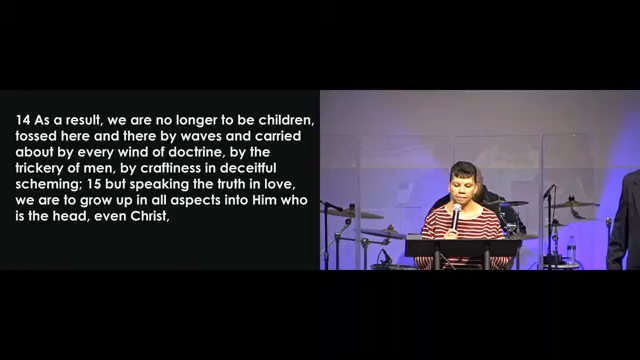 14 As a result, we are no longer to be children,
tossed here and there by waves and carried
about by every wind of doctrine, by the
trickery of men, by craftiness in deceitful
scheming; 15 but speaking the truth in love,
we are to grow up in all aspects into Him who
is the head, even Christ,